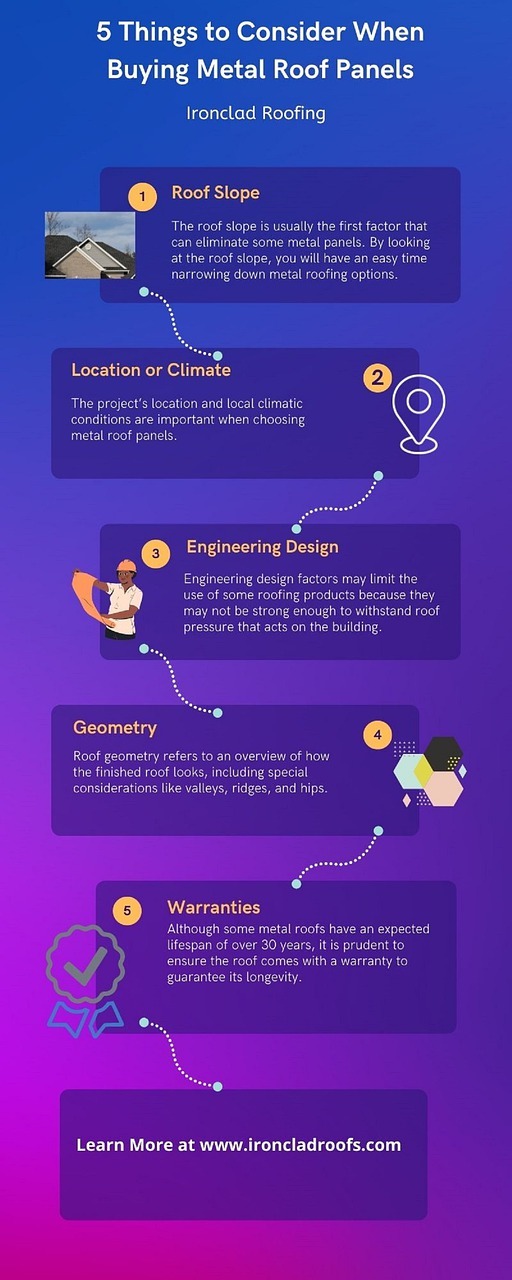 5 Things to Consider When
Buying Metal Roof Panels
Ironclad Roofing
1
Roof Slope
The roof slope is usually the first factor that
can eliminate some metal panels. By looking
at the roof slope, you will have an easy time
narrowing down metal roofing options.
Location or Climate
2
The project's location and local climatic
conditions are important when choosing
metal roof panels.
3
Engineering Design
Engineering design factors may limit the
use of some roofing products because they
may not be strong enough to withstand roof
pressure that acts on the building.
Geometry
4
Roof geometry refers to an overview of how
the finished roof looks, including special
considerations like valleys, ridges, and hips.
5
Warranties
Although some metal roofs have an expected
lifespan of over 30 years, it is prudent to
ensure the roof comes with a warranty to
guarantee its longevity.
Learn More at www.ironcladroofs.com